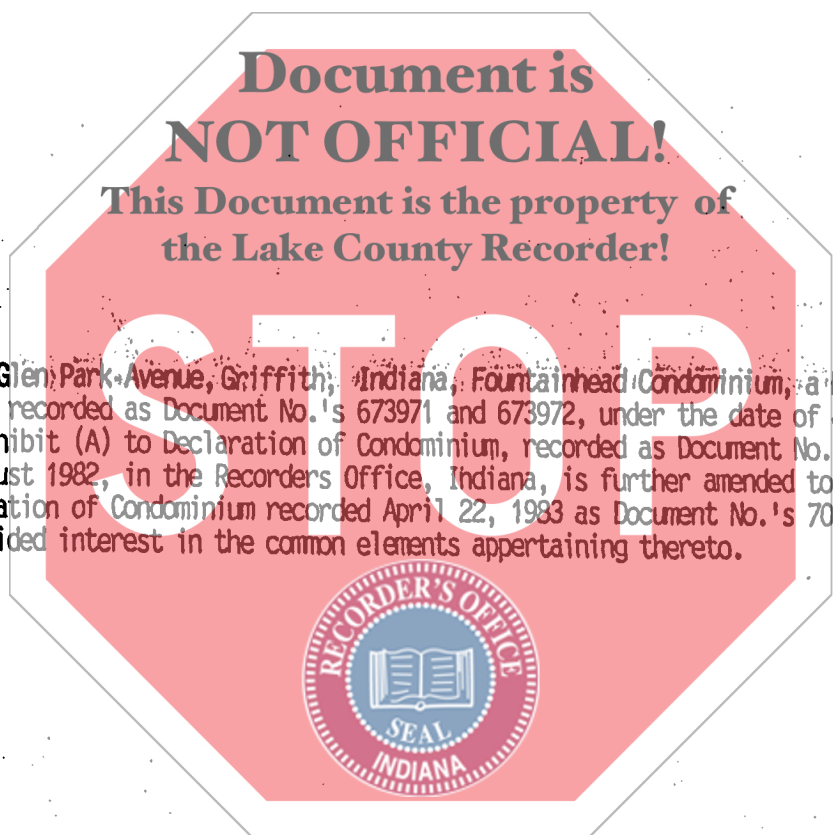 Document is
NOT OFFICIAL!
This Document is the property of
the Lake County Recorder!
STOP
Glen Park Avenue, Griffith, Indiana, Fountainhead Condominium, a
recorded as Document No.'s 673971 and 673972, under the date of
hibit (A) to Declaration of Condominium, recorded as Document No.
ust 1982, in the Recorders Office, Indiana, is further amended to
ation of Condominium recorded April 22, 1983 as Document No.'s 70
ided interest in the common elements appertaining thereto.
RECORDER'S OFFICE
SEAL
INDIANA